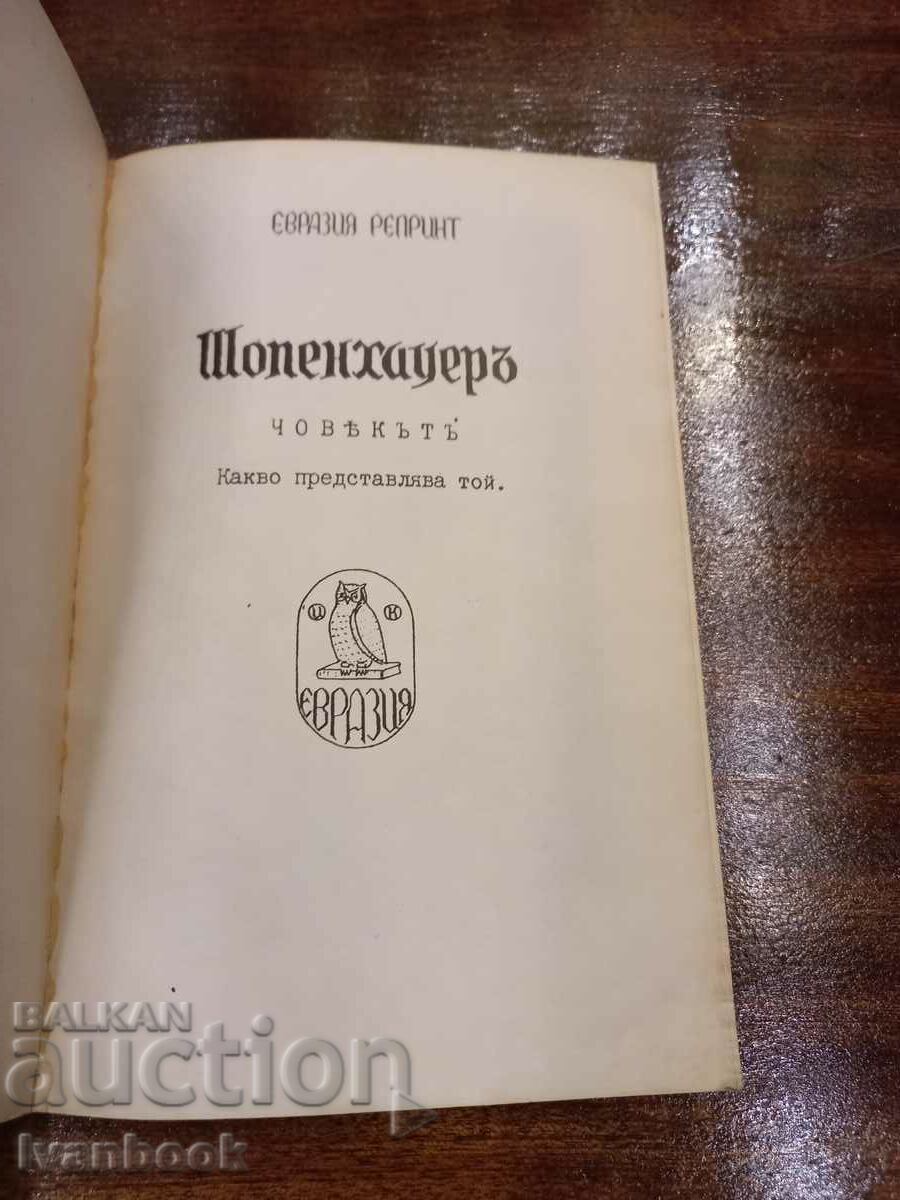 ЕВРАЗИЯ РЕПРИНТ
Шопенхауеръ
ЧОВѢКЪТЪ
Какво представлява той.
И К
ЕВРАЗИЯ
BALKAN
auction
Ivanbook